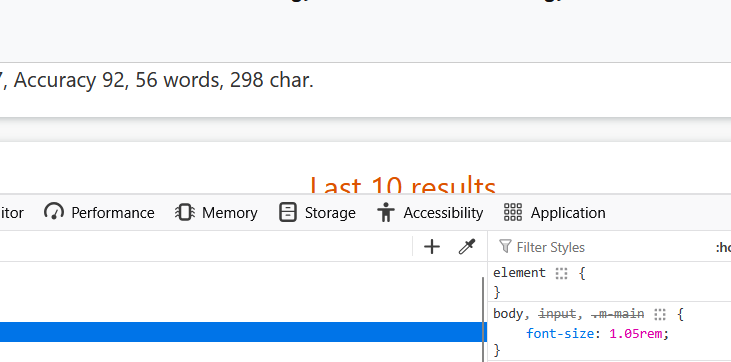 , Accuracy 92, 56 words, 298 char.
Last 10 results
itor Performance Memory Storage Accessibility Application
+ Filter Styles :ho
element {
}
body, input, .m-main {
font-size: 1.05rem;
}